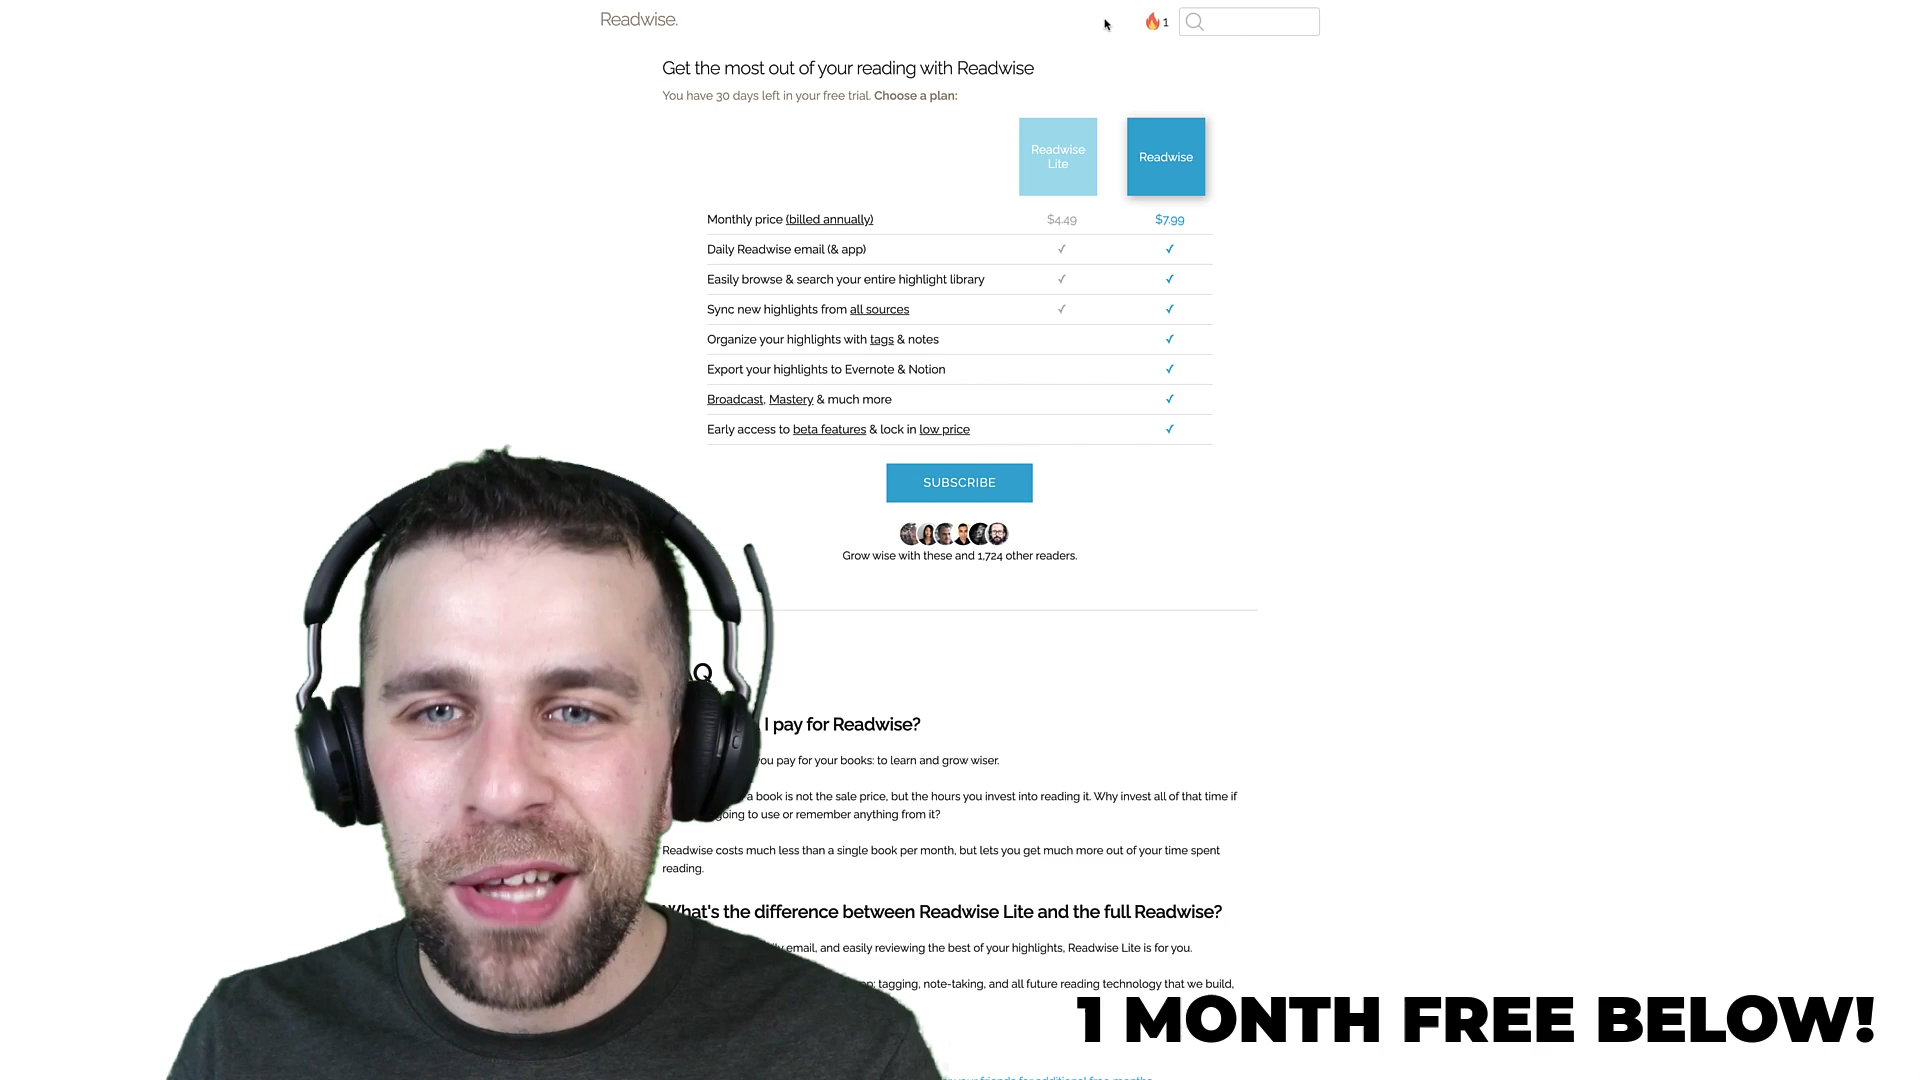 Readwise.
1
Get the most out of your reading with Readwise
You have 30 days left in your free trial. Choose a plan:
Readwise
Lite
Readwise
Monthly price (billed annually) $4.49 $7.99
Daily Readwise email (& app) ✓ ✓
Easily browse & search your entire highlight library ✓ ✓
Sync new highlights from all sources ✓ ✓
Organize your highlights with tags & notes ✓
Export your highlights to Evernote & Notion ✓
Broadcast, Mastery & much more ✓
Early access to beta features & lock in low price ✓
SUBSCRIBE
Grow wise with these and 1,724 other readers.
I pay for Readwise?
you pay for your books: to learn and grow wiser.
a book is not the sale price, but the hours you invest into reading it. Why invest all of that time if
going to use or remember anything from it?
Readwise costs much less than a single book per month, but lets you get much more out of your time spent
reading.
What's the difference between Readwise Lite and the full Readwise?
email, and easily reviewing the best of your highlights, Readwise Lite is for you.
tagging, note-taking, and all future reading technology that we build,
1 MONTH FREE BELOW!